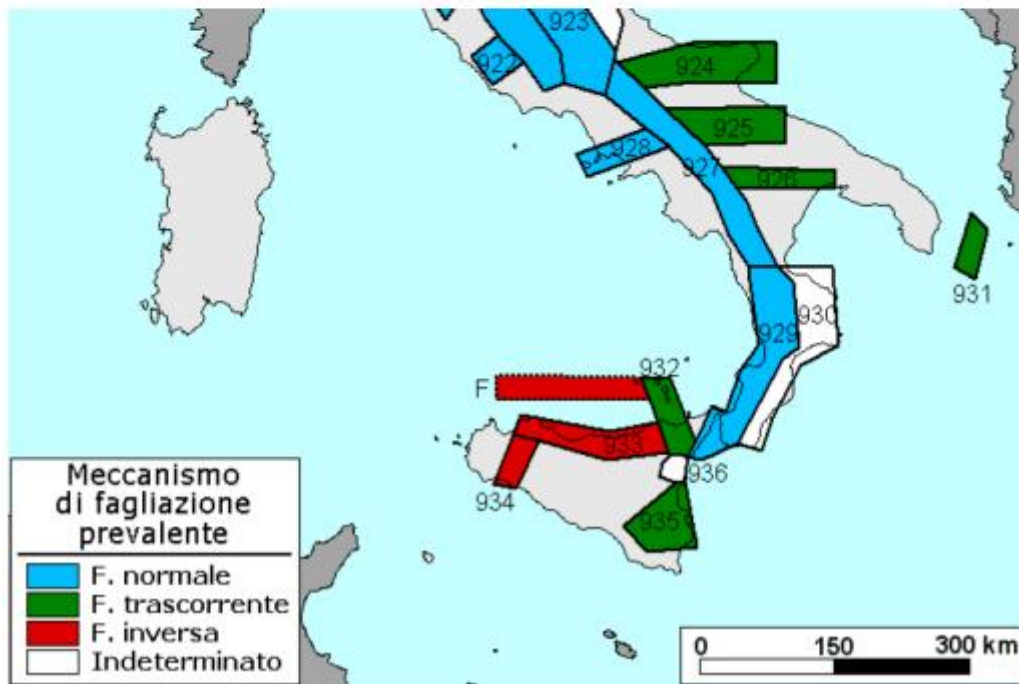 923
922
924
925
928
927
926
931
930
929
932
F
933
936
934
935
Meccanismo
di fagliazione
prevalente
F. normale
F. trascorrente
F. inversa
Indeterminato
0 150 300 km